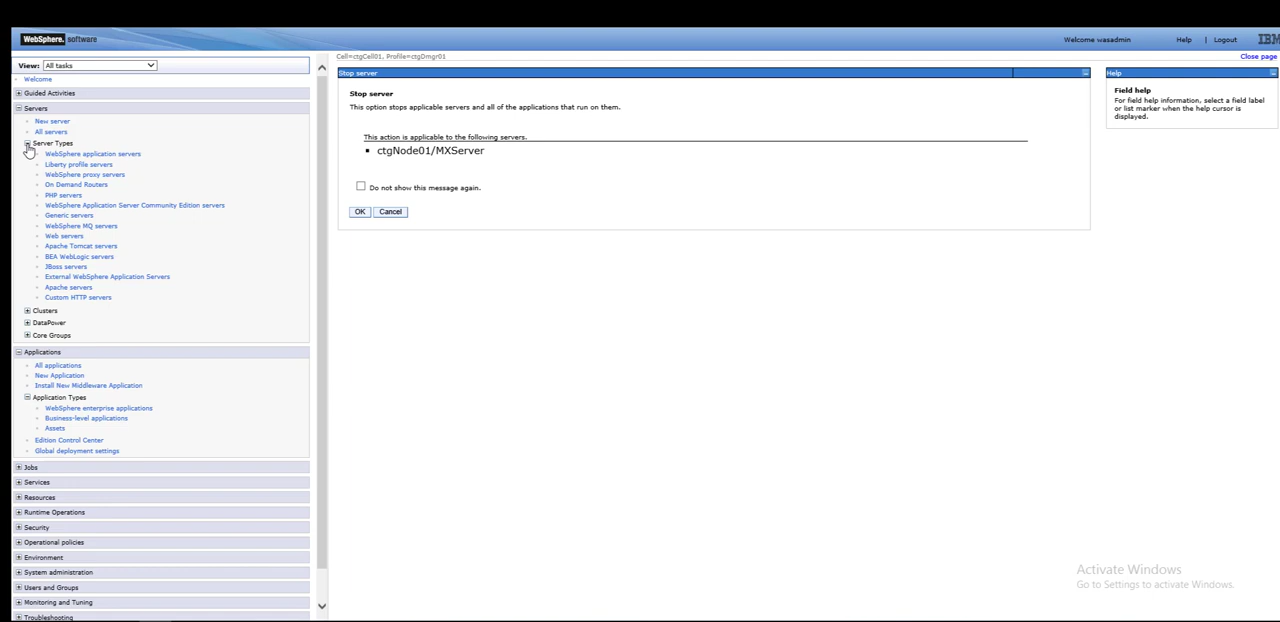 WebSphere. software
Welcome wasadmin
Help | Logout
IBM
View: All tasks
Cell=ctgCell01, Profile=ctgDmgr01
Close page
Welcome
Guided Activities
Servers
New server
All servers
Server Types
WebSphere application servers
Liberty profile servers
WebSphere proxy servers
On Demand Routers
PHP servers
WebSphere Application Server Community Edition servers
Generic servers
WebSphere MQ servers
Web servers
Apache Tomcat servers
BEA WebLogic servers
JBoss servers
External WebSphere Application Servers
Apache servers
Custom HTTP servers
Clusters
DataPower
Core Groups
Applications
All applications
New Application
Install New Middleware Application
Application Types
WebSphere enterprise applications
Business-level applications
Assets
Edition Control Center
Global deployment settings
Jobs
Services
Resources
Runtime Operations
Security
Operational policies
Environment
System administration
Users and Groups
Monitoring and Tuning
Troubleshooting
Stop server
Stop server
This option stops applicable servers and all of the applications that run on them.
This action is applicable to the following servers.
• ctgNode01/MXServer
Do not show this message again.
OK Cancel
Help
Field help
For field help information, select a field label
or list marker when the help cursor is
displayed.
Activate Windows
Go to Settings to activate Windows.